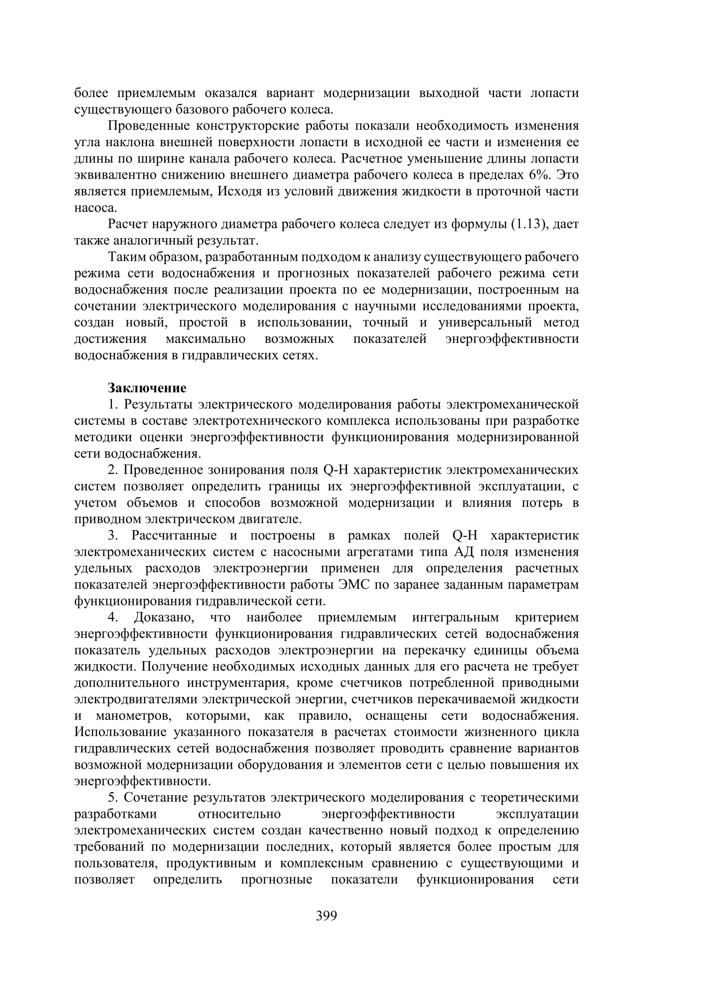 более приемлемым оказался вариант модернизации выходной части лопасти
существующего базового рабочего колеса.
Проведенные конструкторские работы показали необходимость изменения
угла наклона внешней поверхности лопасти в исходной ее части и изменения ее
длины по ширине канала рабочего колеса. Расчетное уменьшение длины лопасти
эквивалентно снижению внешнего диаметра рабочего колеса в пределах 6%. Это
является приемлемым, Исходя из условий движения жидкости в проточной части
насоса.
Расчет наружного диаметра рабочего колеса следует из формулы (1.13), дает
также аналогичный результат.
Таким образом, разработанным подходом к анализу существующего рабочего
режима сети водоснабжения и прогнозных показателей рабочего режима сети
водоснабжения после реализации проекта по ее модернизации, построенным на
сочетании электрического моделирования с научными исследованиями проекта,
создан новый, простой в использовании, точный и универсальный метод
достижения максимально возможных показателей энергоэффективности
водоснабжения в гидравлических сетях.
Заключение
1. Результаты электрического моделирования работы электромеханической
системы в составе электротехнического комплекса использованы при разработке
методики оценки энергоэффективности функционирования модернизированной
сети водоснабжения.
2. Проведенное зонирования поля Q-H характеристик электромеханических
систем позволяет определить границы их энергоэффективной эксплуатации, с
учетом объемов и способов возможной модернизации и влияния потерь в
приводном электрическом двигателе.
3. Рассчитанные и построены в рамках полей Q-H характеристик
электромеханических систем с насосными агрегатами типа АД поля изменения
удельных расходов электроэнергии применен для определения расчетных
показателей энергоэффективности работы ЭМС по заранее заданным параметрам
функционирования гидравлической сети.
4. Доказано, что наиболее приемлемым интегральным критерием
энергоэффективности функционирования гидравлических сетей водоснабжения
показатель удельных расходов электроэнергии на перекачку единицы объема
жидкости. Получение необходимых исходных данных для его расчета не требует
дополнительного инструментария, кроме счетчиков потребленной приводными
электродвигателями электрической энергии, счетчиков перекачиваемой жидкости
и манометров, которыми, как правило, оснащены сети водоснабжения.
Использование указанного показателя в расчетах стоимости жизненного цикла
гидравлических сетей водоснабжения позволяет проводить сравнение вариантов
возможной модернизации оборудования и элементов сети с целью повышения их
энергоэффективности.
5. Сочетание результатов электрического моделирования с теоретическими
разработками относительно энергоэффективности эксплуатации
электромеханических систем создан качественно новый подход к определению
требований по модернизации последних, который является более простым для
пользователя, продуктивным и комплексным сравнению с существующими и
позволяет определить прогнозные показатели функционирования сети
399